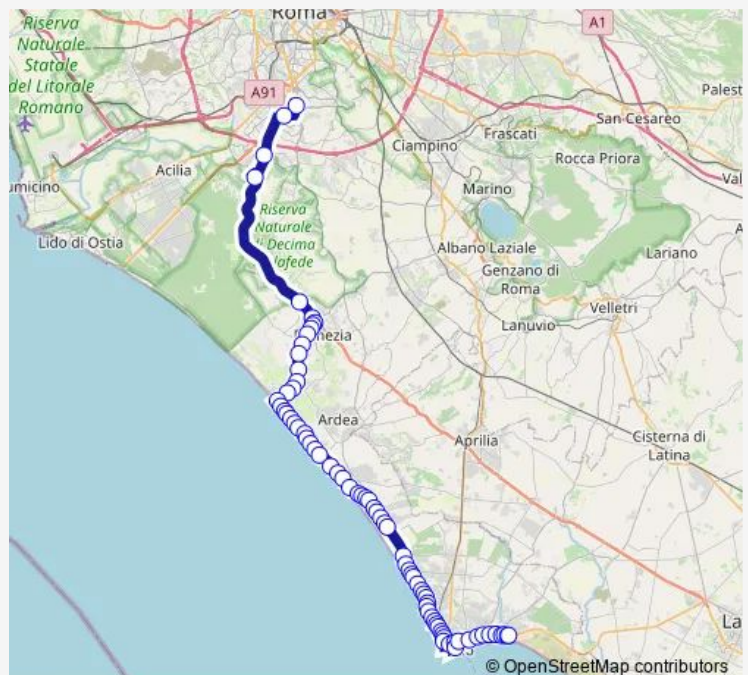 Roma
A1
Riserva
Naturale
Statale
del Litorale
Romano
A91
Palest
San Cesareo
Frascati
Ciampino
Rocca Priora
Acilia
Val
umicino
Marino
Riserva
Naturale
di Decima
Lido di Ostia
Albano Laziale
Lariano
Genzano di
Roma
Velletri
Lanuvio
Ardea
Aprilia
Cisterna di
Latina
La
© OpenStreetMap contributors